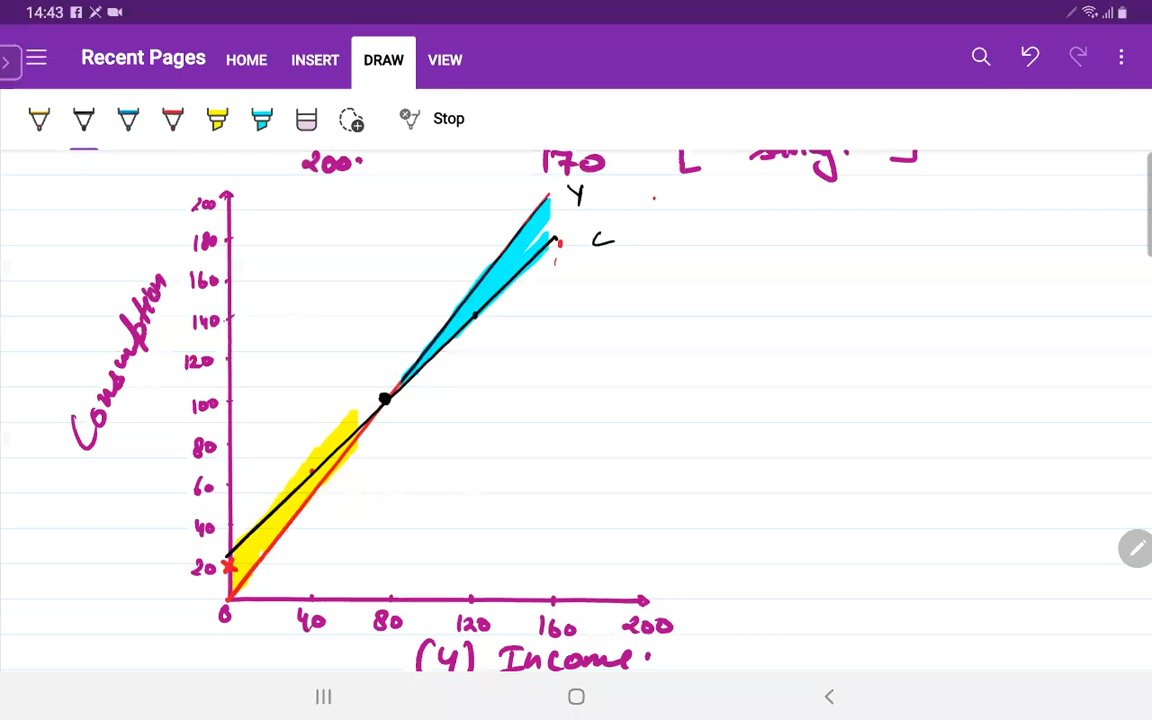 14:43
Recent Pages HOME INSERT DRAW VIEW
Stop
200 170 [ ]
200 Y
180 C
160
140
120
100
80
60
40
20
0 40 80 120 160 200
Consumption
(Y) Income.